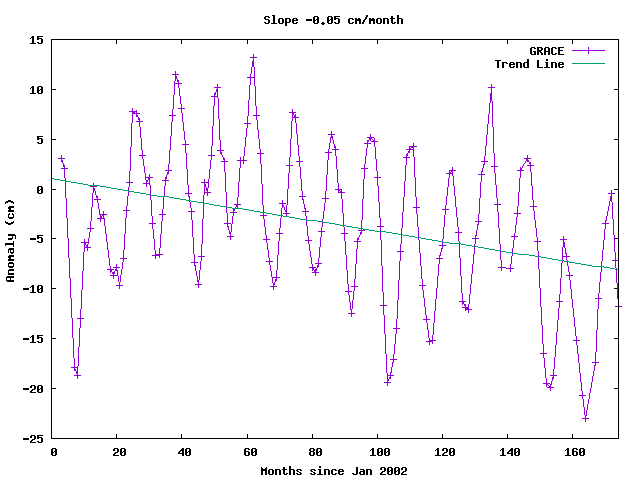 Slope -0.05 cm/month
GRACE
Trend Line
15
10
5
0
-5
-10
-15
-20
-25
Anomaly (cm)
0 20 40 60 80 100 120 140 160
Months since Jan 2002